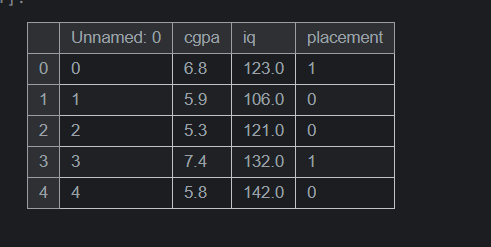 Unnamed: 0 cgpa iq placement
0 0 6.8 123.0 1
1 1 5.9 106.0 0
2 2 5.3 121.0 0
3 3 7.4 132.0 1
4 4 5.8 142.0 0